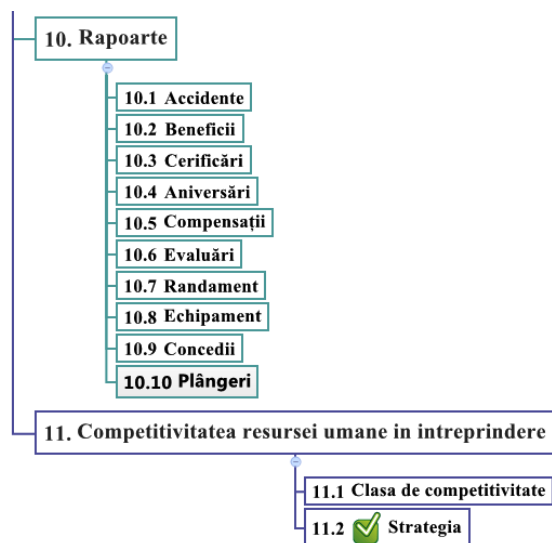 10. Rapoarte
10.1 Accidente
10.2 Beneficii
10.3 Cerificări
10.4 Aniversări
10.5 Compensații
10.6 Evaluări
10.7 Randament
10.8 Echipament
10.9 Concedii
10.10 Plângeri
11. Competitivitatea resursei umane in intreprindere
11.1 Clasa de competitivitate
11.2 Strategia